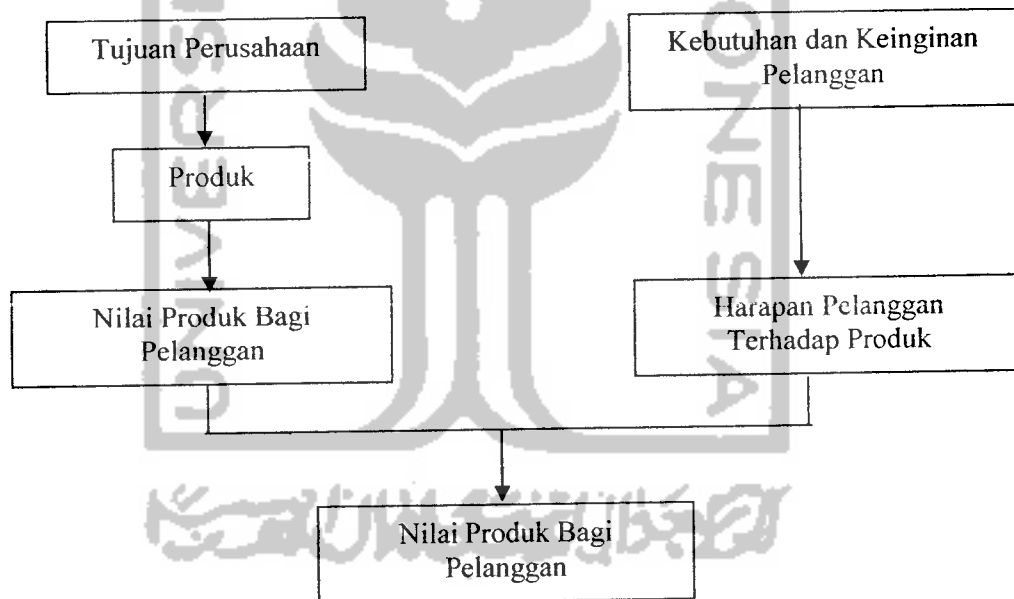 Tujuan Perusahaan
Kebutuhan dan Keinginan
Pelanggan
Produk
Nilai Produk Bagi
Pelanggan
Harapan Pelanggan
Terhadap Produk
Nilai Produk Bagi
Pelanggan